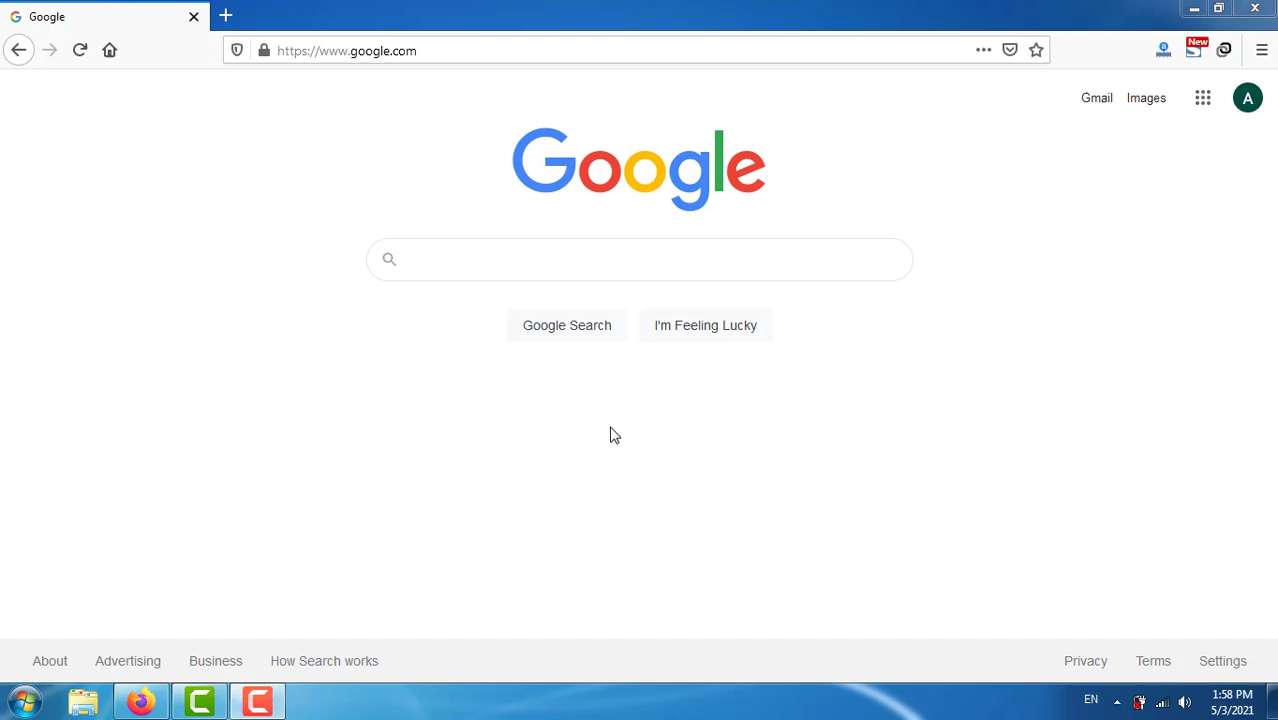 Google
https://www.google.com
New
Gmail Images
A
Google
Google Search I'm Feeling Lucky
About Advertising Business How Search works
Privacy Terms Settings
EN
1:58 PM
5/3/2021